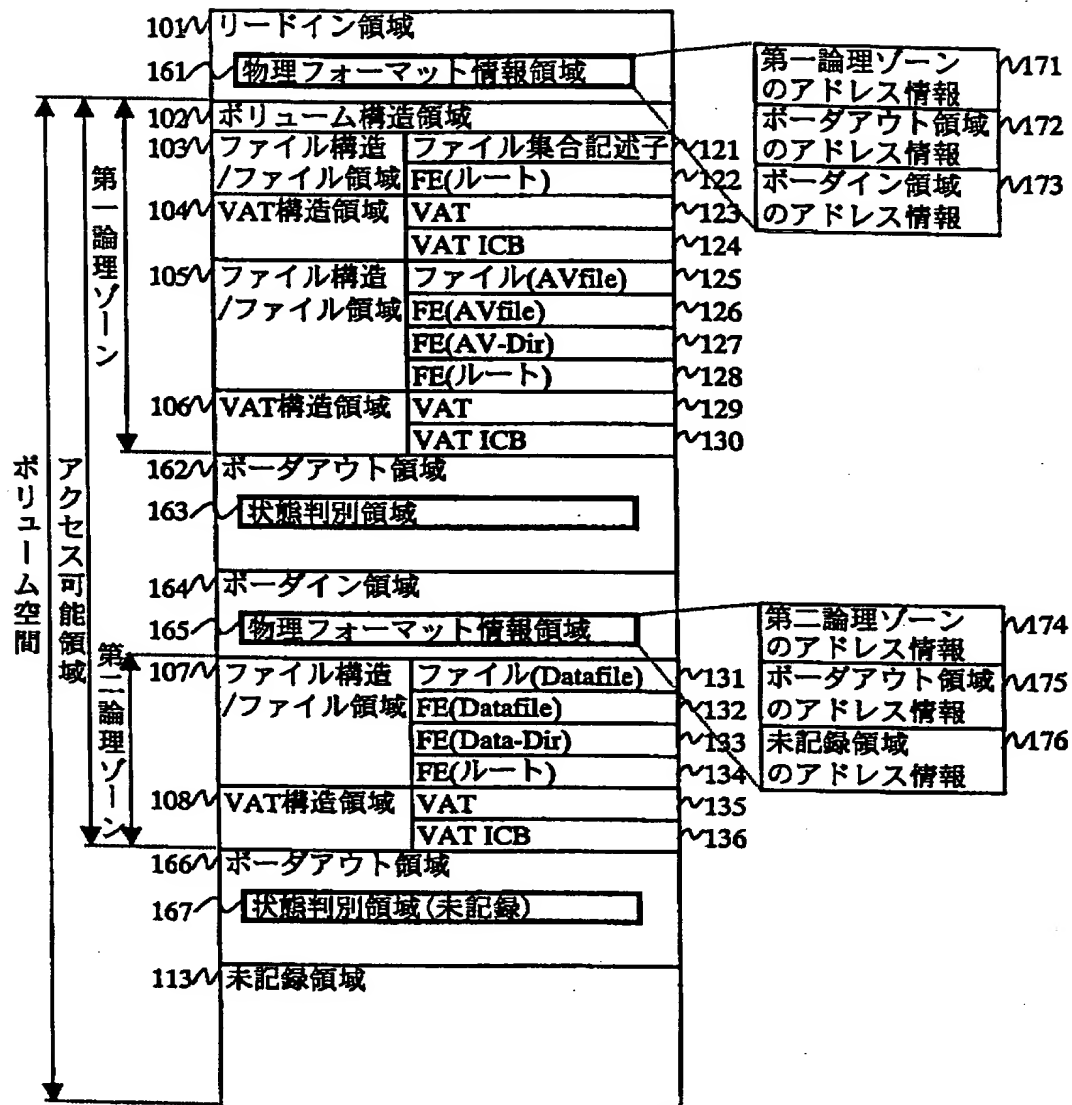 101 リードイン領域
161 物理フォーマット情報領域
第一論理ゾーン
のアドレス情報 171
ボーダアウト領域
のアドレス情報 172
ボーダイン領域
のアドレス情報 173
102 ボリューム構造領域
103 ファイル構造 ファイル集合記述子 121
/ファイル領域 FE(ルート) 122
104 VAT構造領域 VAT 123
VAT ICB 124
105 ファイル構造 ファイル(AVfile) 125
/ファイル領域 FE(AVfile) 126
FE(AV-Dir) 127
FE(ルート) 128
106 VAT構造領域 VAT 129
VAT ICB 130
162 ボーダアウト領域
163 状態判別領域
164 ボーダイン領域
165 物理フォーマット情報領域
第二論理ゾーン
のアドレス情報 174
ボーダアウト領域
のアドレス情報 175
未記録領域
のアドレス情報 176
107 ファイル構造 ファイル(Datafile) 131
/ファイル領域 FE(Datafile) 132
FE(Data-Dir) 133
FE(ルート) 134
108 VAT構造領域 VAT 135
VAT ICB 136
166 ボーダアウト領域
167 状態判別領域(未記録)
113 未記録領域
ボリューム空間
アクセス可能領域
第一論理ゾーン
第二論理ゾーン